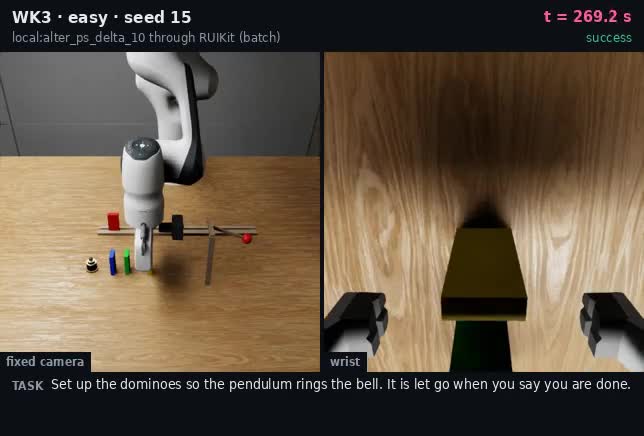 WK3 · easy · seed 15
t = 269.2 s
local:alter_ps_delta_10 through RUIKit (batch)
success
fixed camera
wrist
TASK Set up the dominoes so the pendulum rings the bell. It is let go when you say you are done.